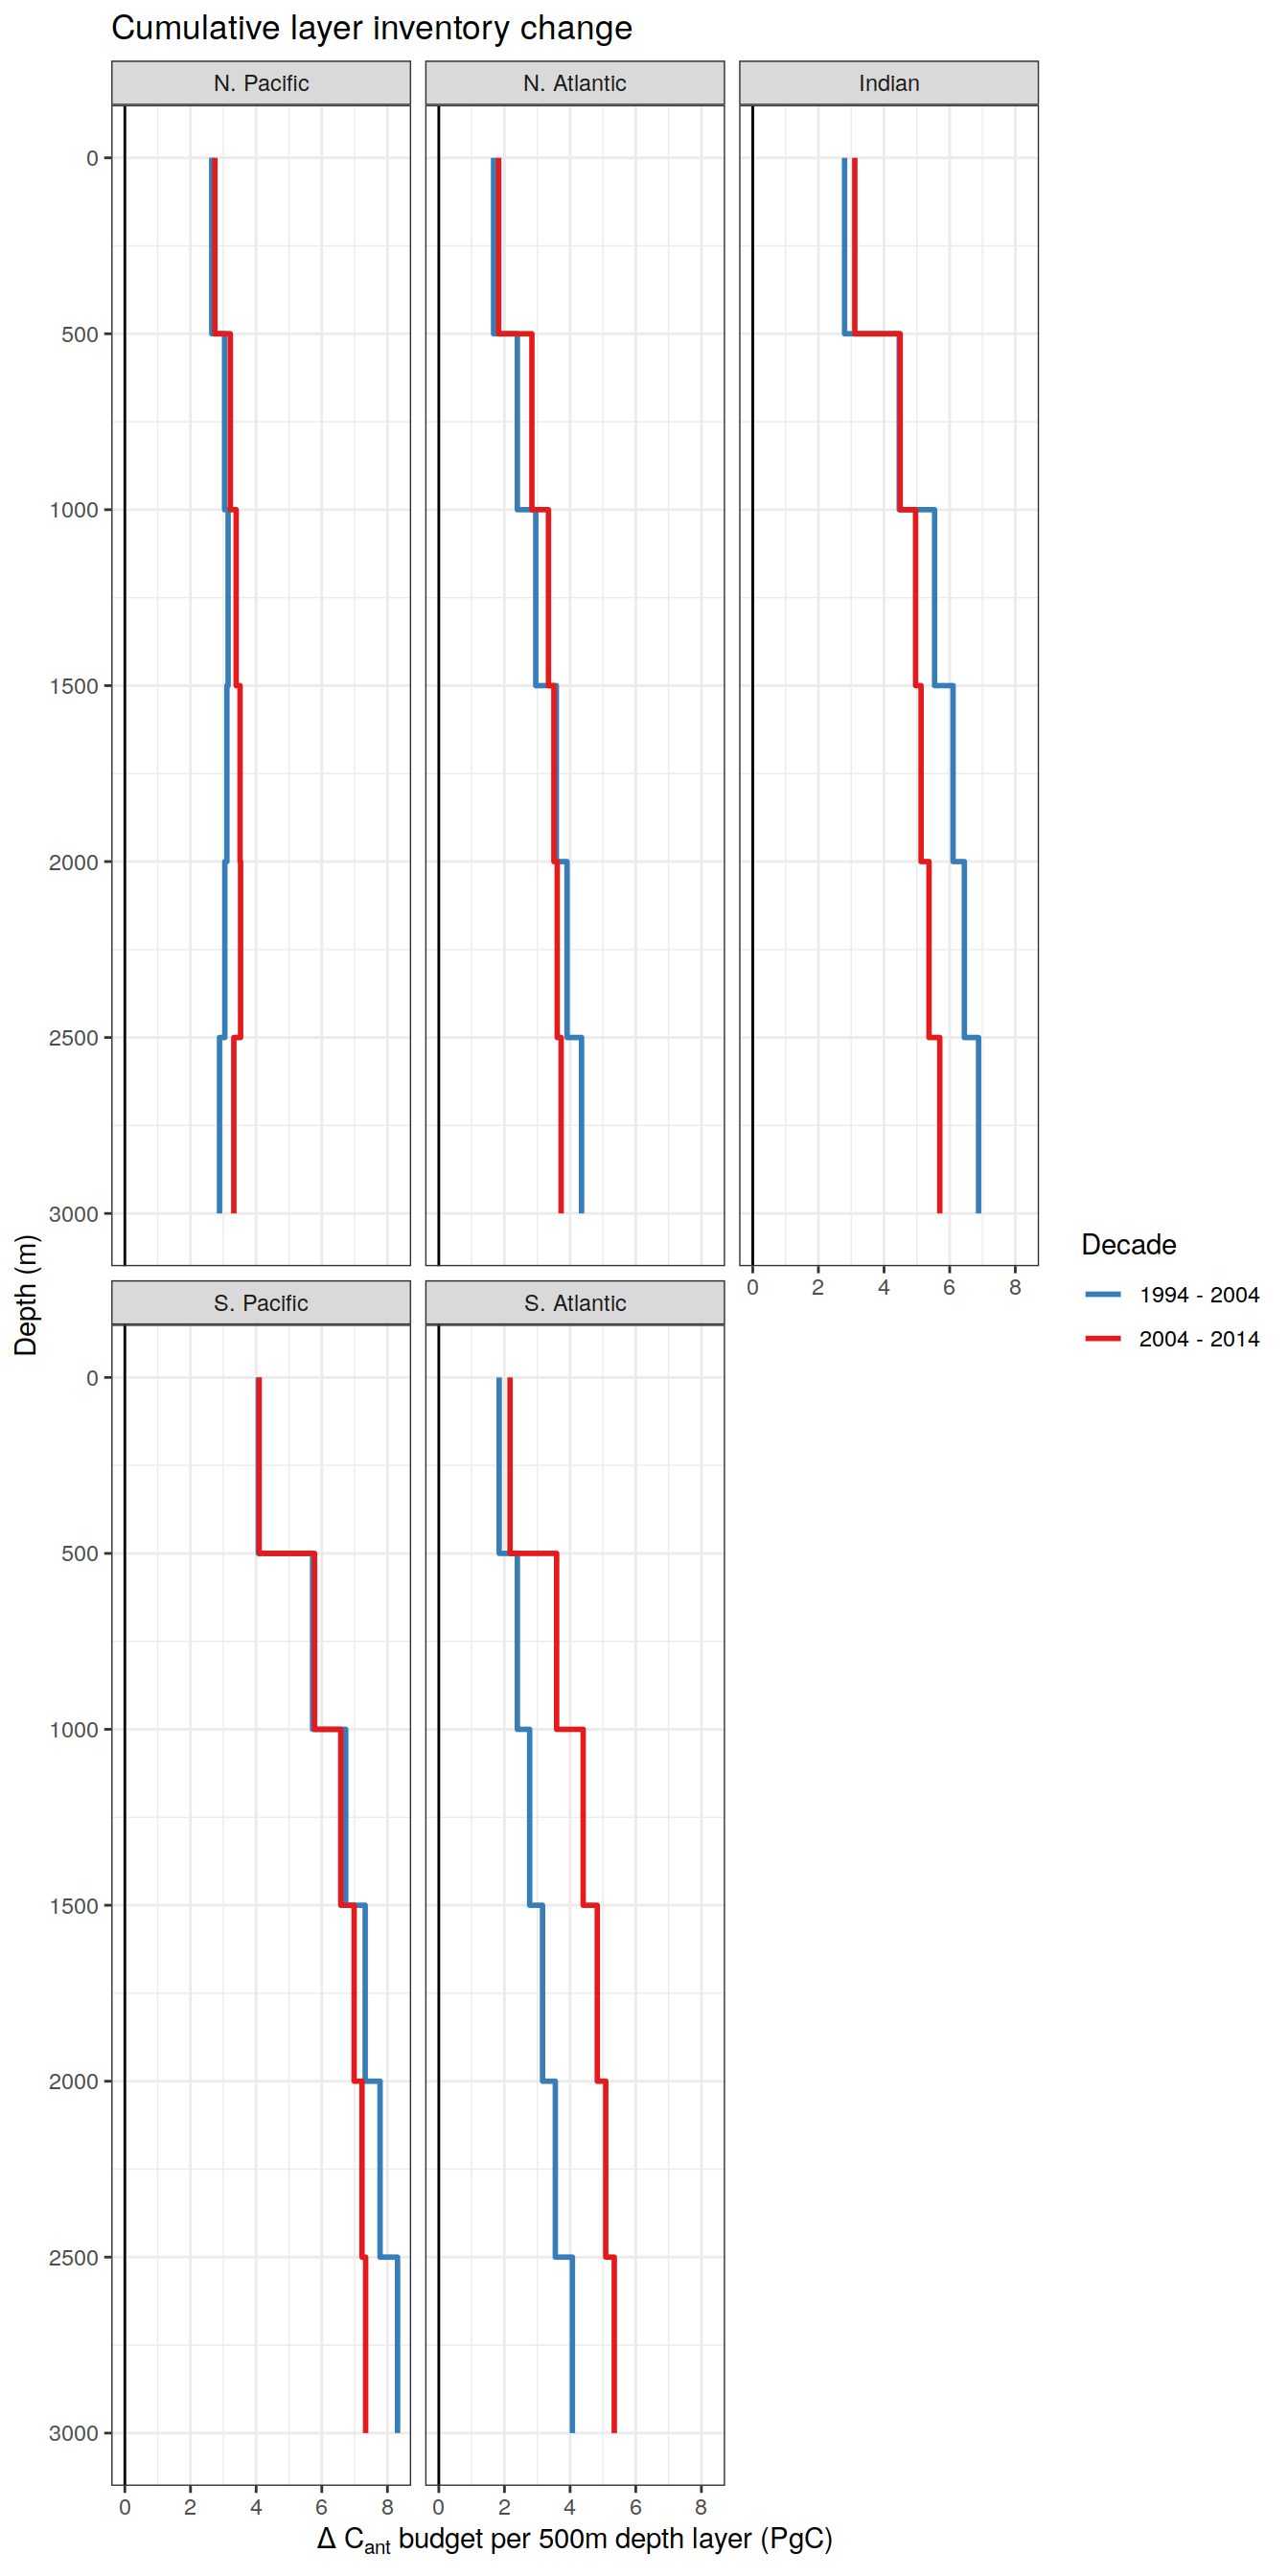 Cumulative layer inventory change
N. Pacific N. Atlantic Indian
0
500
1000
1500
2000
2500
3000
0 2 4 6 8
Depth (m)
Decade
1994 - 2004
2004 - 2014
S. Pacific S. Atlantic
0
500
1000
1500
2000
2500
3000
0 2 4 6 8 0 2 4 6 8
Δ Cant budget per 500m depth layer (PgC)